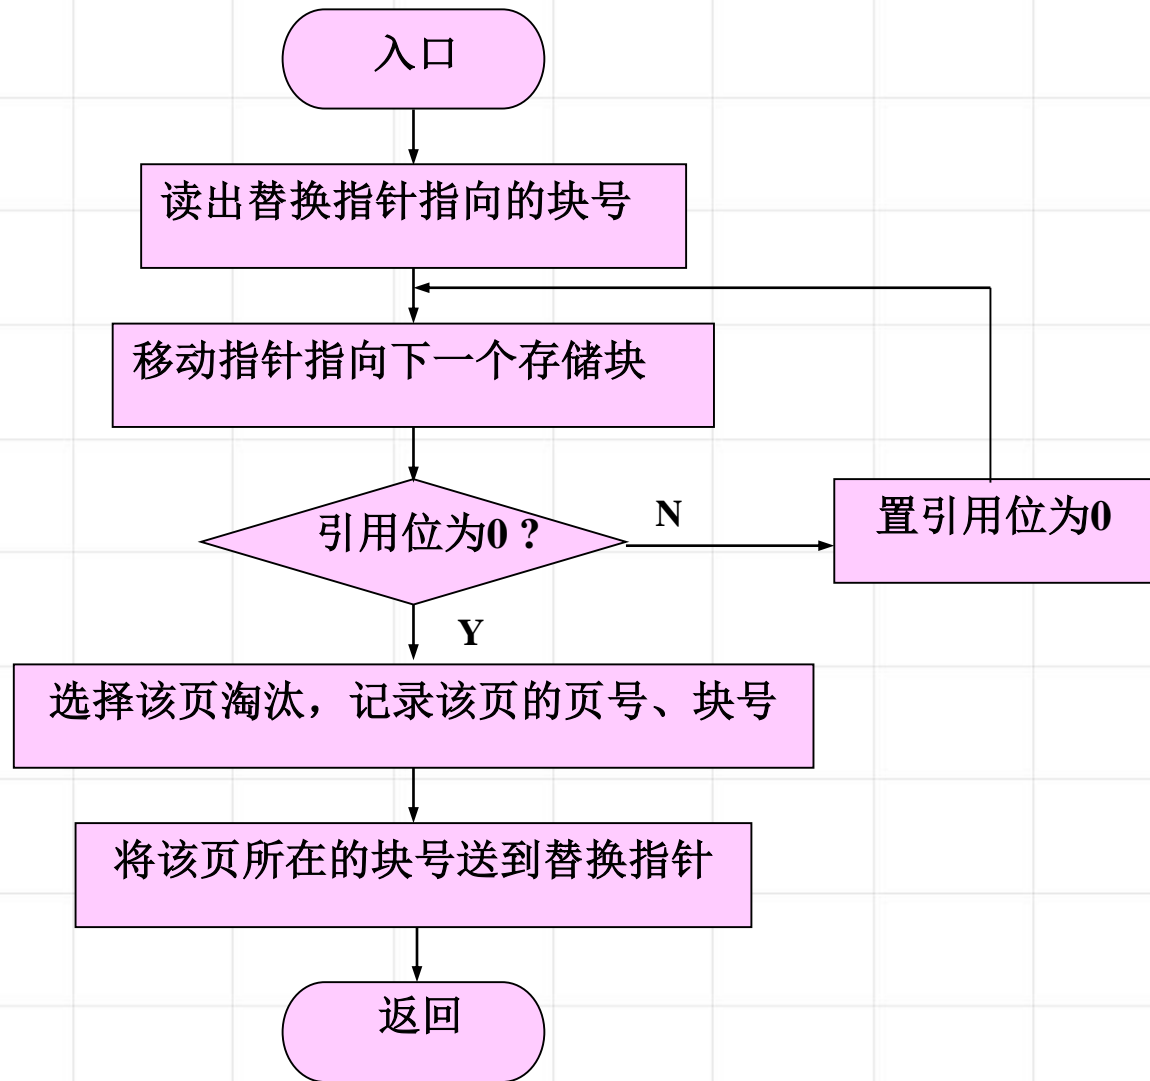 入口
读出替换指针指向的块号
移动指针指向下一个存储块
引用位为0 ?
N
置引用位为0
Y
选择该页淘汰，记录该页的页号、块号
将该页所在的块号送到替换指针
返回